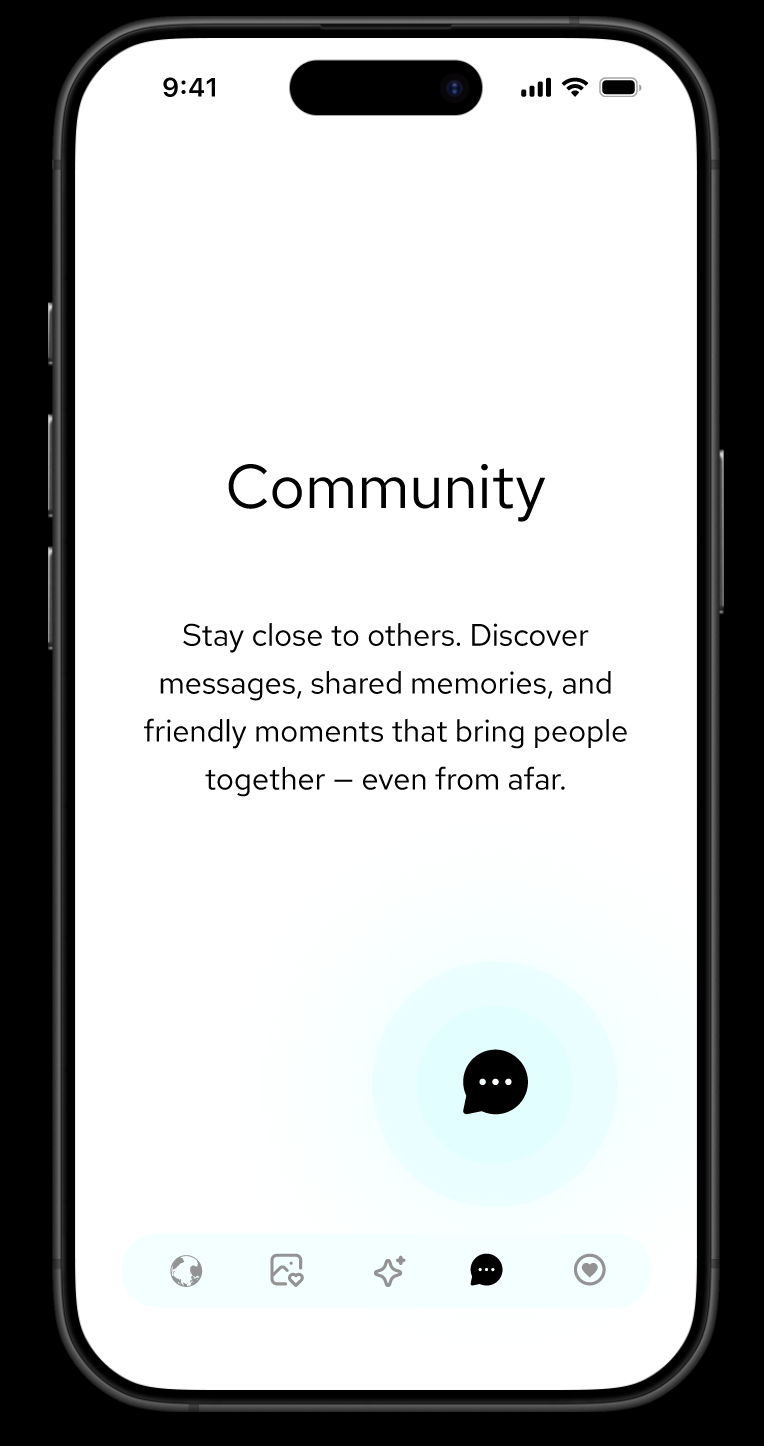 9:41
Community
Stay close to others. Discover
messages, shared memories, and
friendly moments that bring people
together – even from afar.